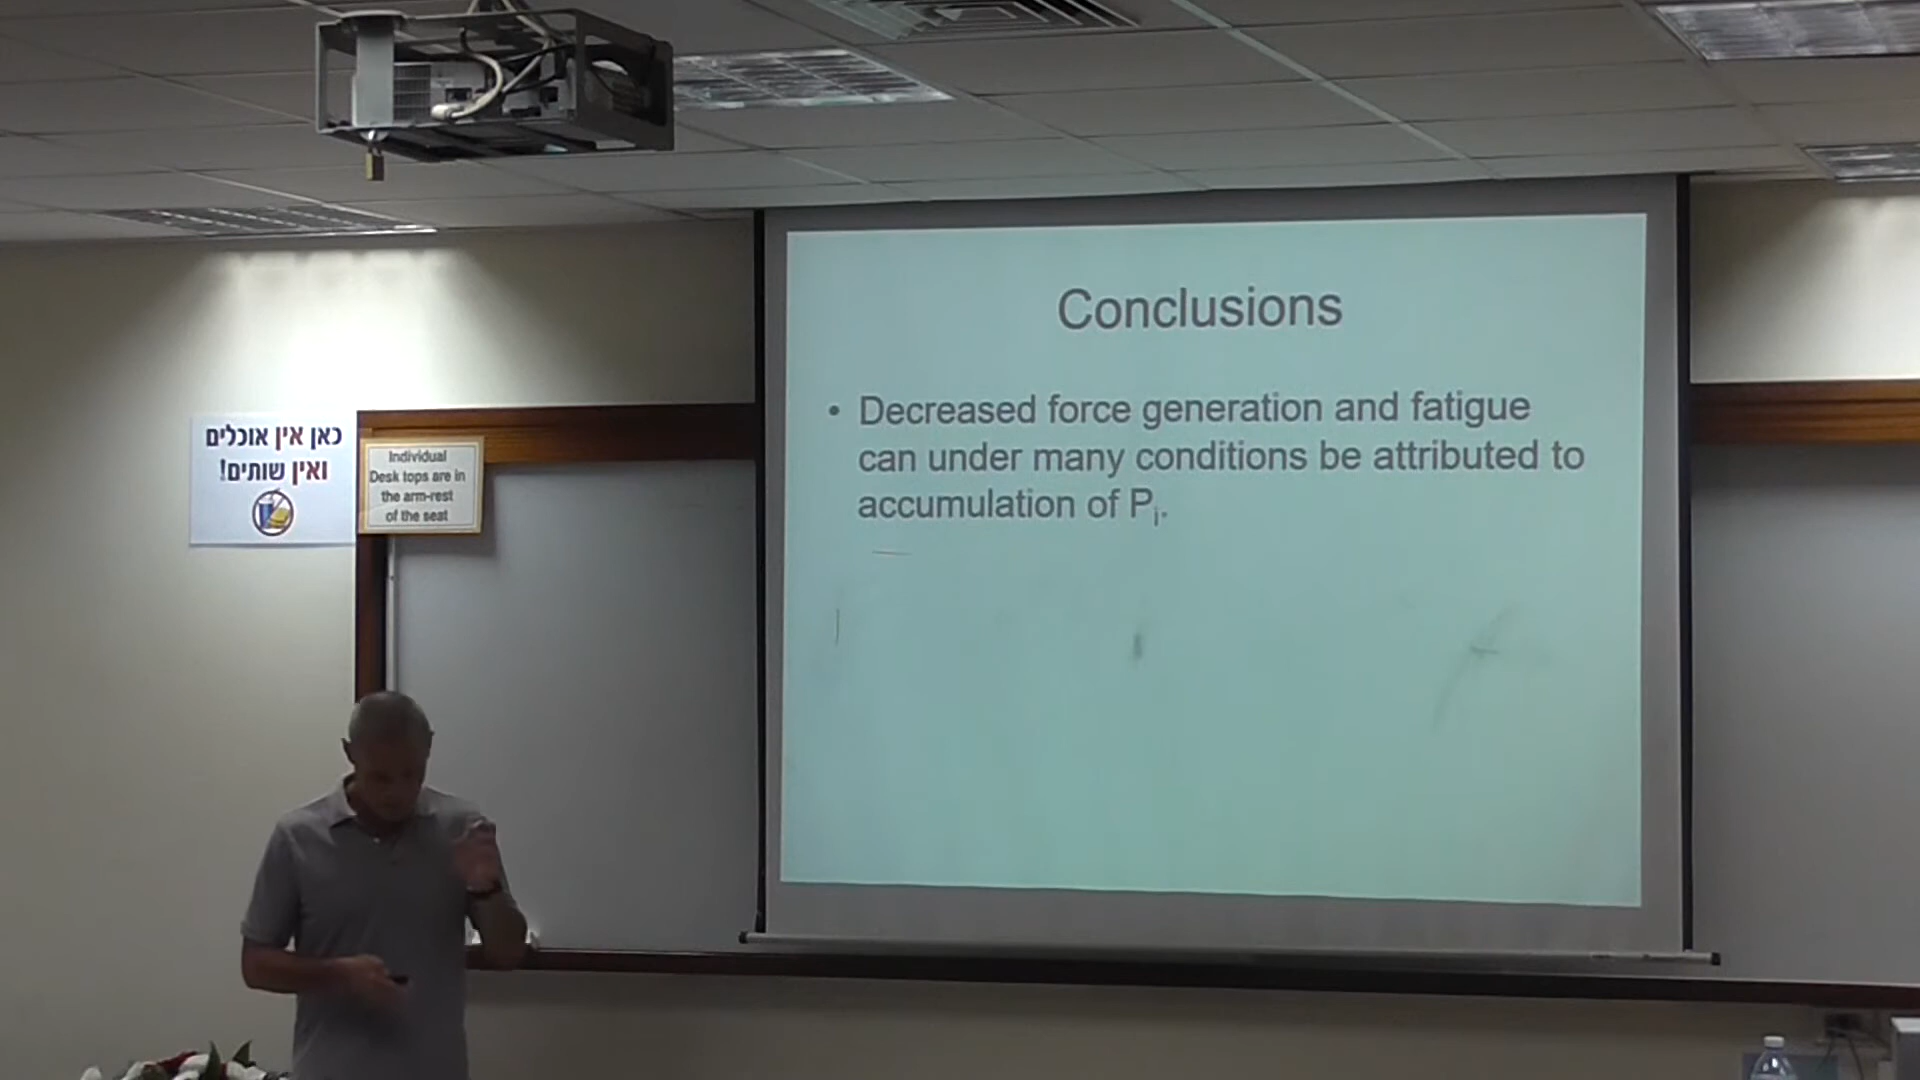 Conclusions
• Decreased force generation and fatigue
can under many conditions be attributed to
accumulation of Pi.
כאן אין אוכלים
ואין שותים!
Individual
Desk tops are in
the arm-rest
of the seat